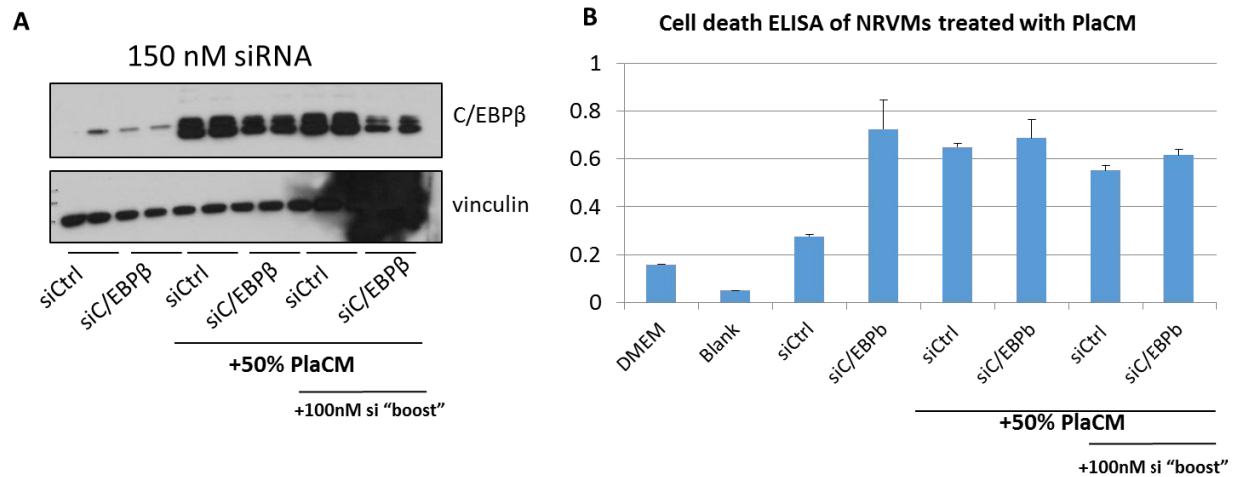 A
150 nM siRNA
C/EBPβ
vinculin
siCtrl
siC/EBPβ
siCtrl
siC/EBPβ
siCtrl
siC/EBPβ
+50% PlaCM
+100nM si “boost”
B
Cell death ELISA of NRVMs treated with PlaCM
1
0.8
0.6
0.4
0.2
0
DMEM
Blank
siCtrl
siC/EBPb
siCtrl
siC/EBPb
siCtrl
siC/EBPb
+50% PlaCM
+100nM si “boost”